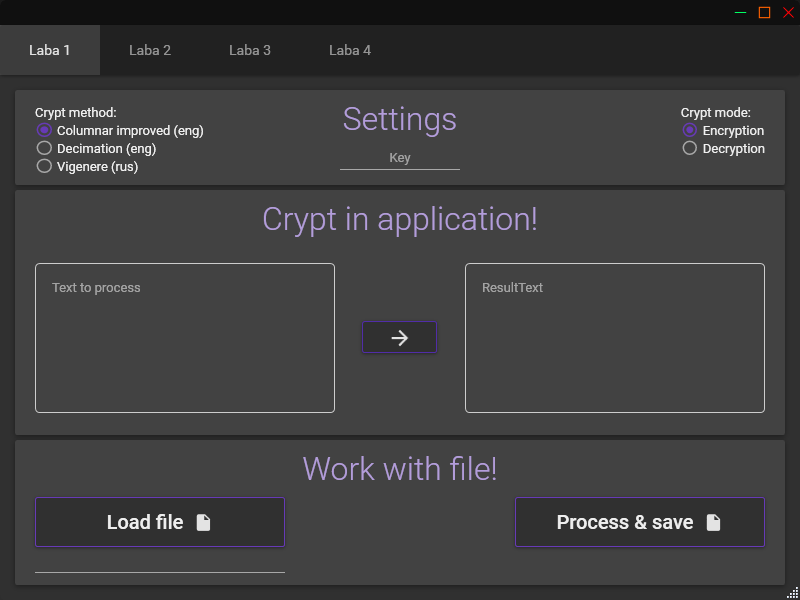 Laba 1
Laba 2
Laba 3
Laba 4
Crypt method:
Columnar improved (eng)
Decimation (eng)
Vigenere (rus)
Settings
Key
Crypt mode:
Encryption
Decryption
Crypt in application!
Text to process
ResultText
Work with file!
Load file
Process & save